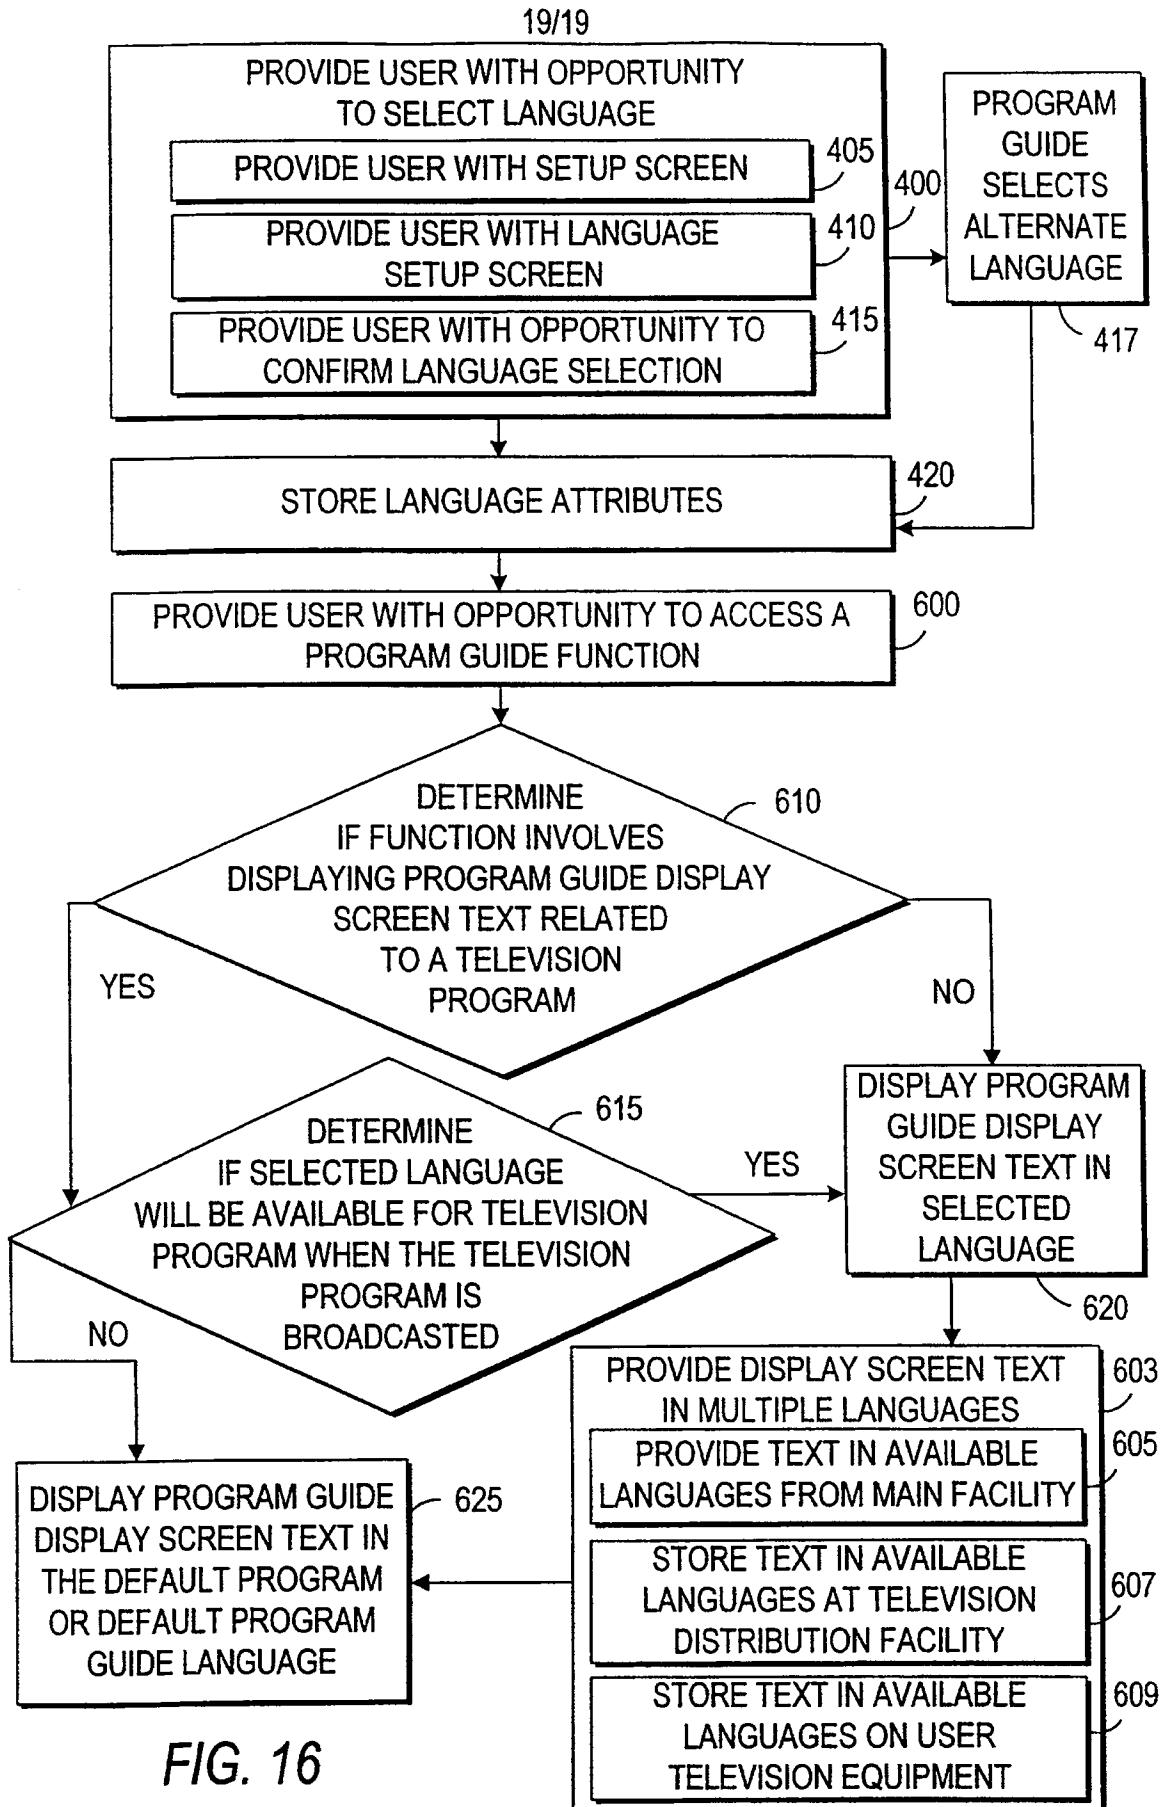 19/19
PROVIDE USER WITH OPPORTUNITY
TO SELECT LANGUAGE
PROVIDE USER WITH SETUP SCREEN
405
PROVIDE USER WITH LANGUAGE
SETUP SCREEN
410
PROVIDE USER WITH OPPORTUNITY TO
CONFIRM LANGUAGE SELECTION
415
400
PROGRAM
GUIDE
SELECTS
ALTERNATE
LANGUAGE
417
STORE LANGUAGE ATTRIBUTES
420
PROVIDE USER WITH OPPORTUNITY TO ACCESS A
PROGRAM GUIDE FUNCTION
600
DETERMINE
IF FUNCTION INVOLVES
DISPLAYING PROGRAM GUIDE DISPLAY
SCREEN TEXT RELATED
TO A TELEVISION
PROGRAM
610
YES
NO
DETERMINE
IF SELECTED LANGUAGE
WILL BE AVAILABLE FOR TELEVISION
PROGRAM WHEN THE TELEVISION
PROGRAM IS
BROADCASTED
615
YES
NO
DISPLAY PROGRAM
GUIDE DISPLAY
SCREEN TEXT IN
SELECTED
LANGUAGE
620
PROVIDE DISPLAY SCREEN TEXT
IN MULTIPLE LANGUAGES
603
PROVIDE TEXT IN AVAILABLE
LANGUAGES FROM MAIN FACILITY
605
STORE TEXT IN AVAILABLE
LANGUAGES AT TELEVISION
DISTRIBUTION FACILITY
607
STORE TEXT IN AVAILABLE
LANGUAGES ON USER
TELEVISION EQUIPMENT
609
DISPLAY PROGRAM GUIDE
DISPLAY SCREEN TEXT IN
THE DEFAULT PROGRAM
OR DEFAULT PROGRAM
GUIDE LANGUAGE
625
FIG. 16